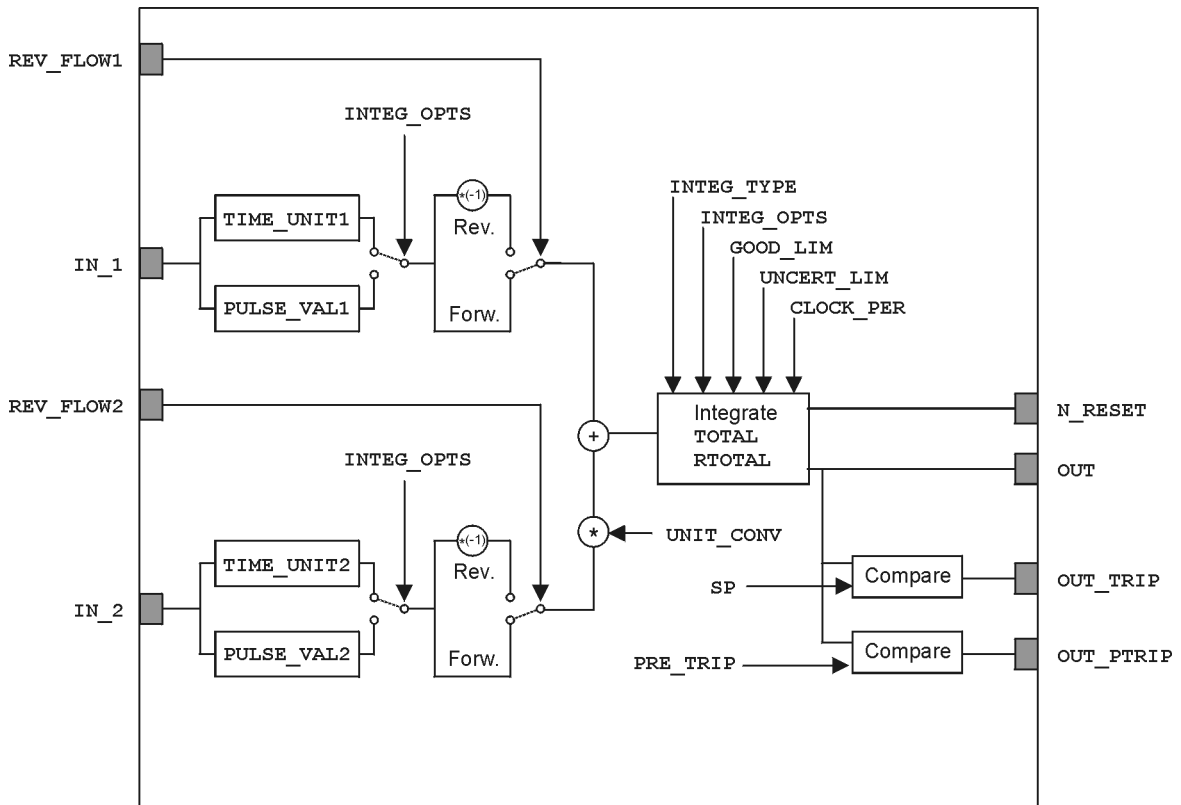 REV_FLOW1
INTEG_OPTS
TIME_UNIT1
*(-1)
Rev.
IN_1
PULSE_VAL1
Forw.
INTEG_TYPE
INTEG_OPTS
GOOD_LIM
UNCERT_LIM
CLOCK_PER
REV_FLOW2
Integrate
TOTAL
RTOTAL
N_RESET
+
OUT
INTEG_OPTS
* UNIT_CONV
TIME_UNIT2
*(-1)
Rev.
IN_2
PULSE_VAL2
Forw.
SP
Compare
OUT_TRIP
PRE_TRIP
Compare
OUT_PTRIP